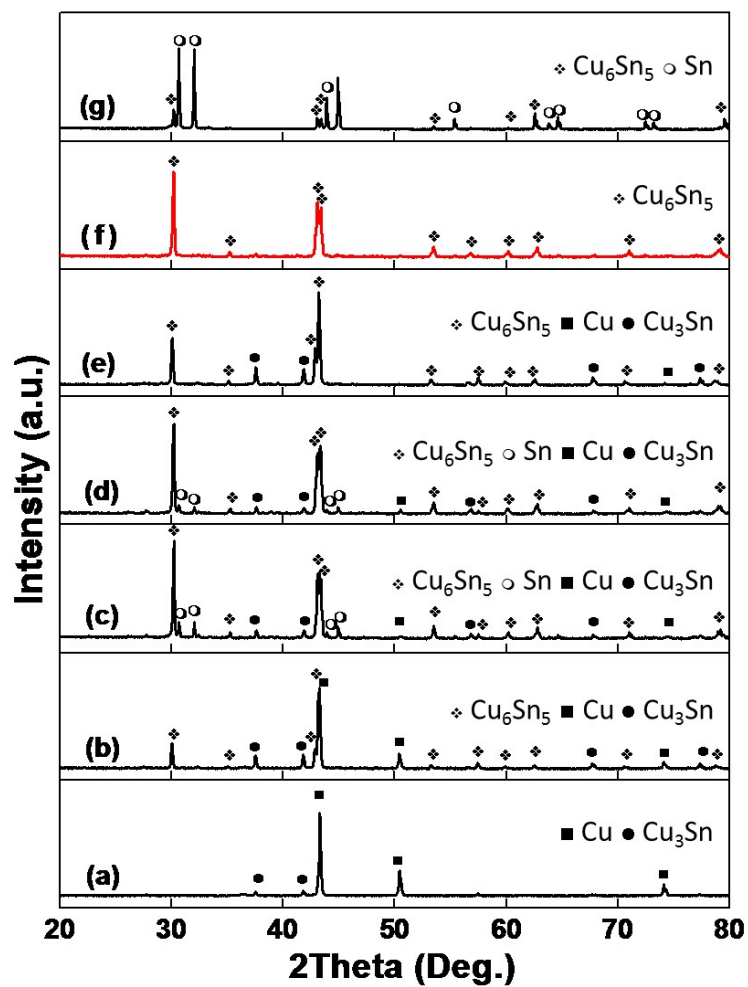 (g) ❖ Cu₆Sn₅ ○ Sn
(f) ❖ Cu₆Sn₅
(e) ❖ Cu₆Sn₅ ■ Cu ● Cu₃Sn
(d) ❖ Cu₆Sn₅ ○ Sn ■ Cu ● Cu₃Sn
(c) ❖ Cu₆Sn₅ ○ Sn ■ Cu ● Cu₃Sn
(b) ❖ Cu₆Sn₅ ■ Cu ● Cu₃Sn
(a) ■ Cu ● Cu₃Sn
Intensity (a.u.)
20 30 40 50 60 70 80
2Theta (Deg.)